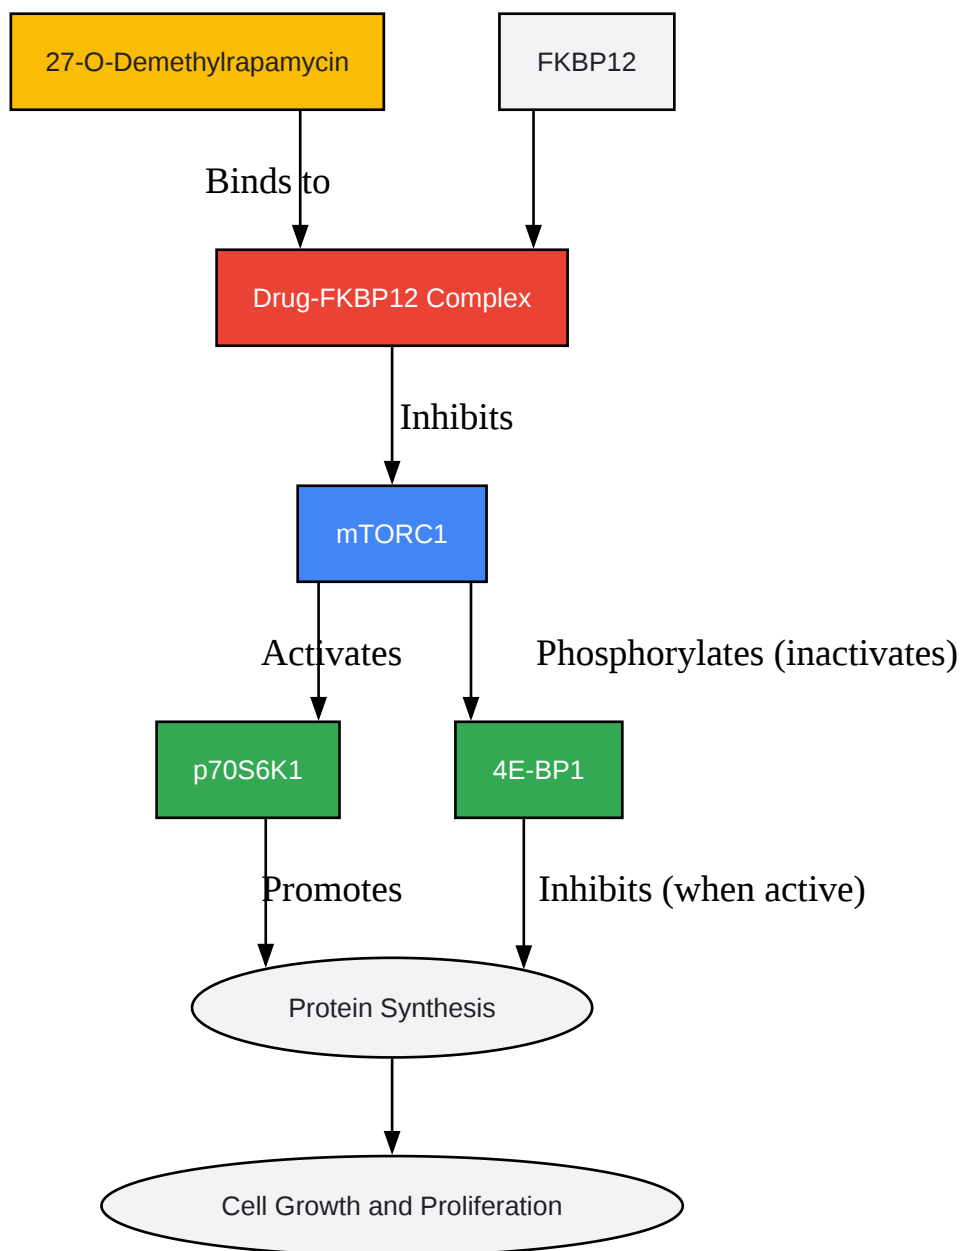 27-O-Demethylrapamycin
FKBP12
Binds to
Drug-FKBP12 Complex
Inhibits
mTORC1
Activates
Phosphorylates (inactivates)
p70S6K1
4E-BP1
Promotes
Inhibits (when active)
Protein Synthesis
Cell Growth and Proliferation